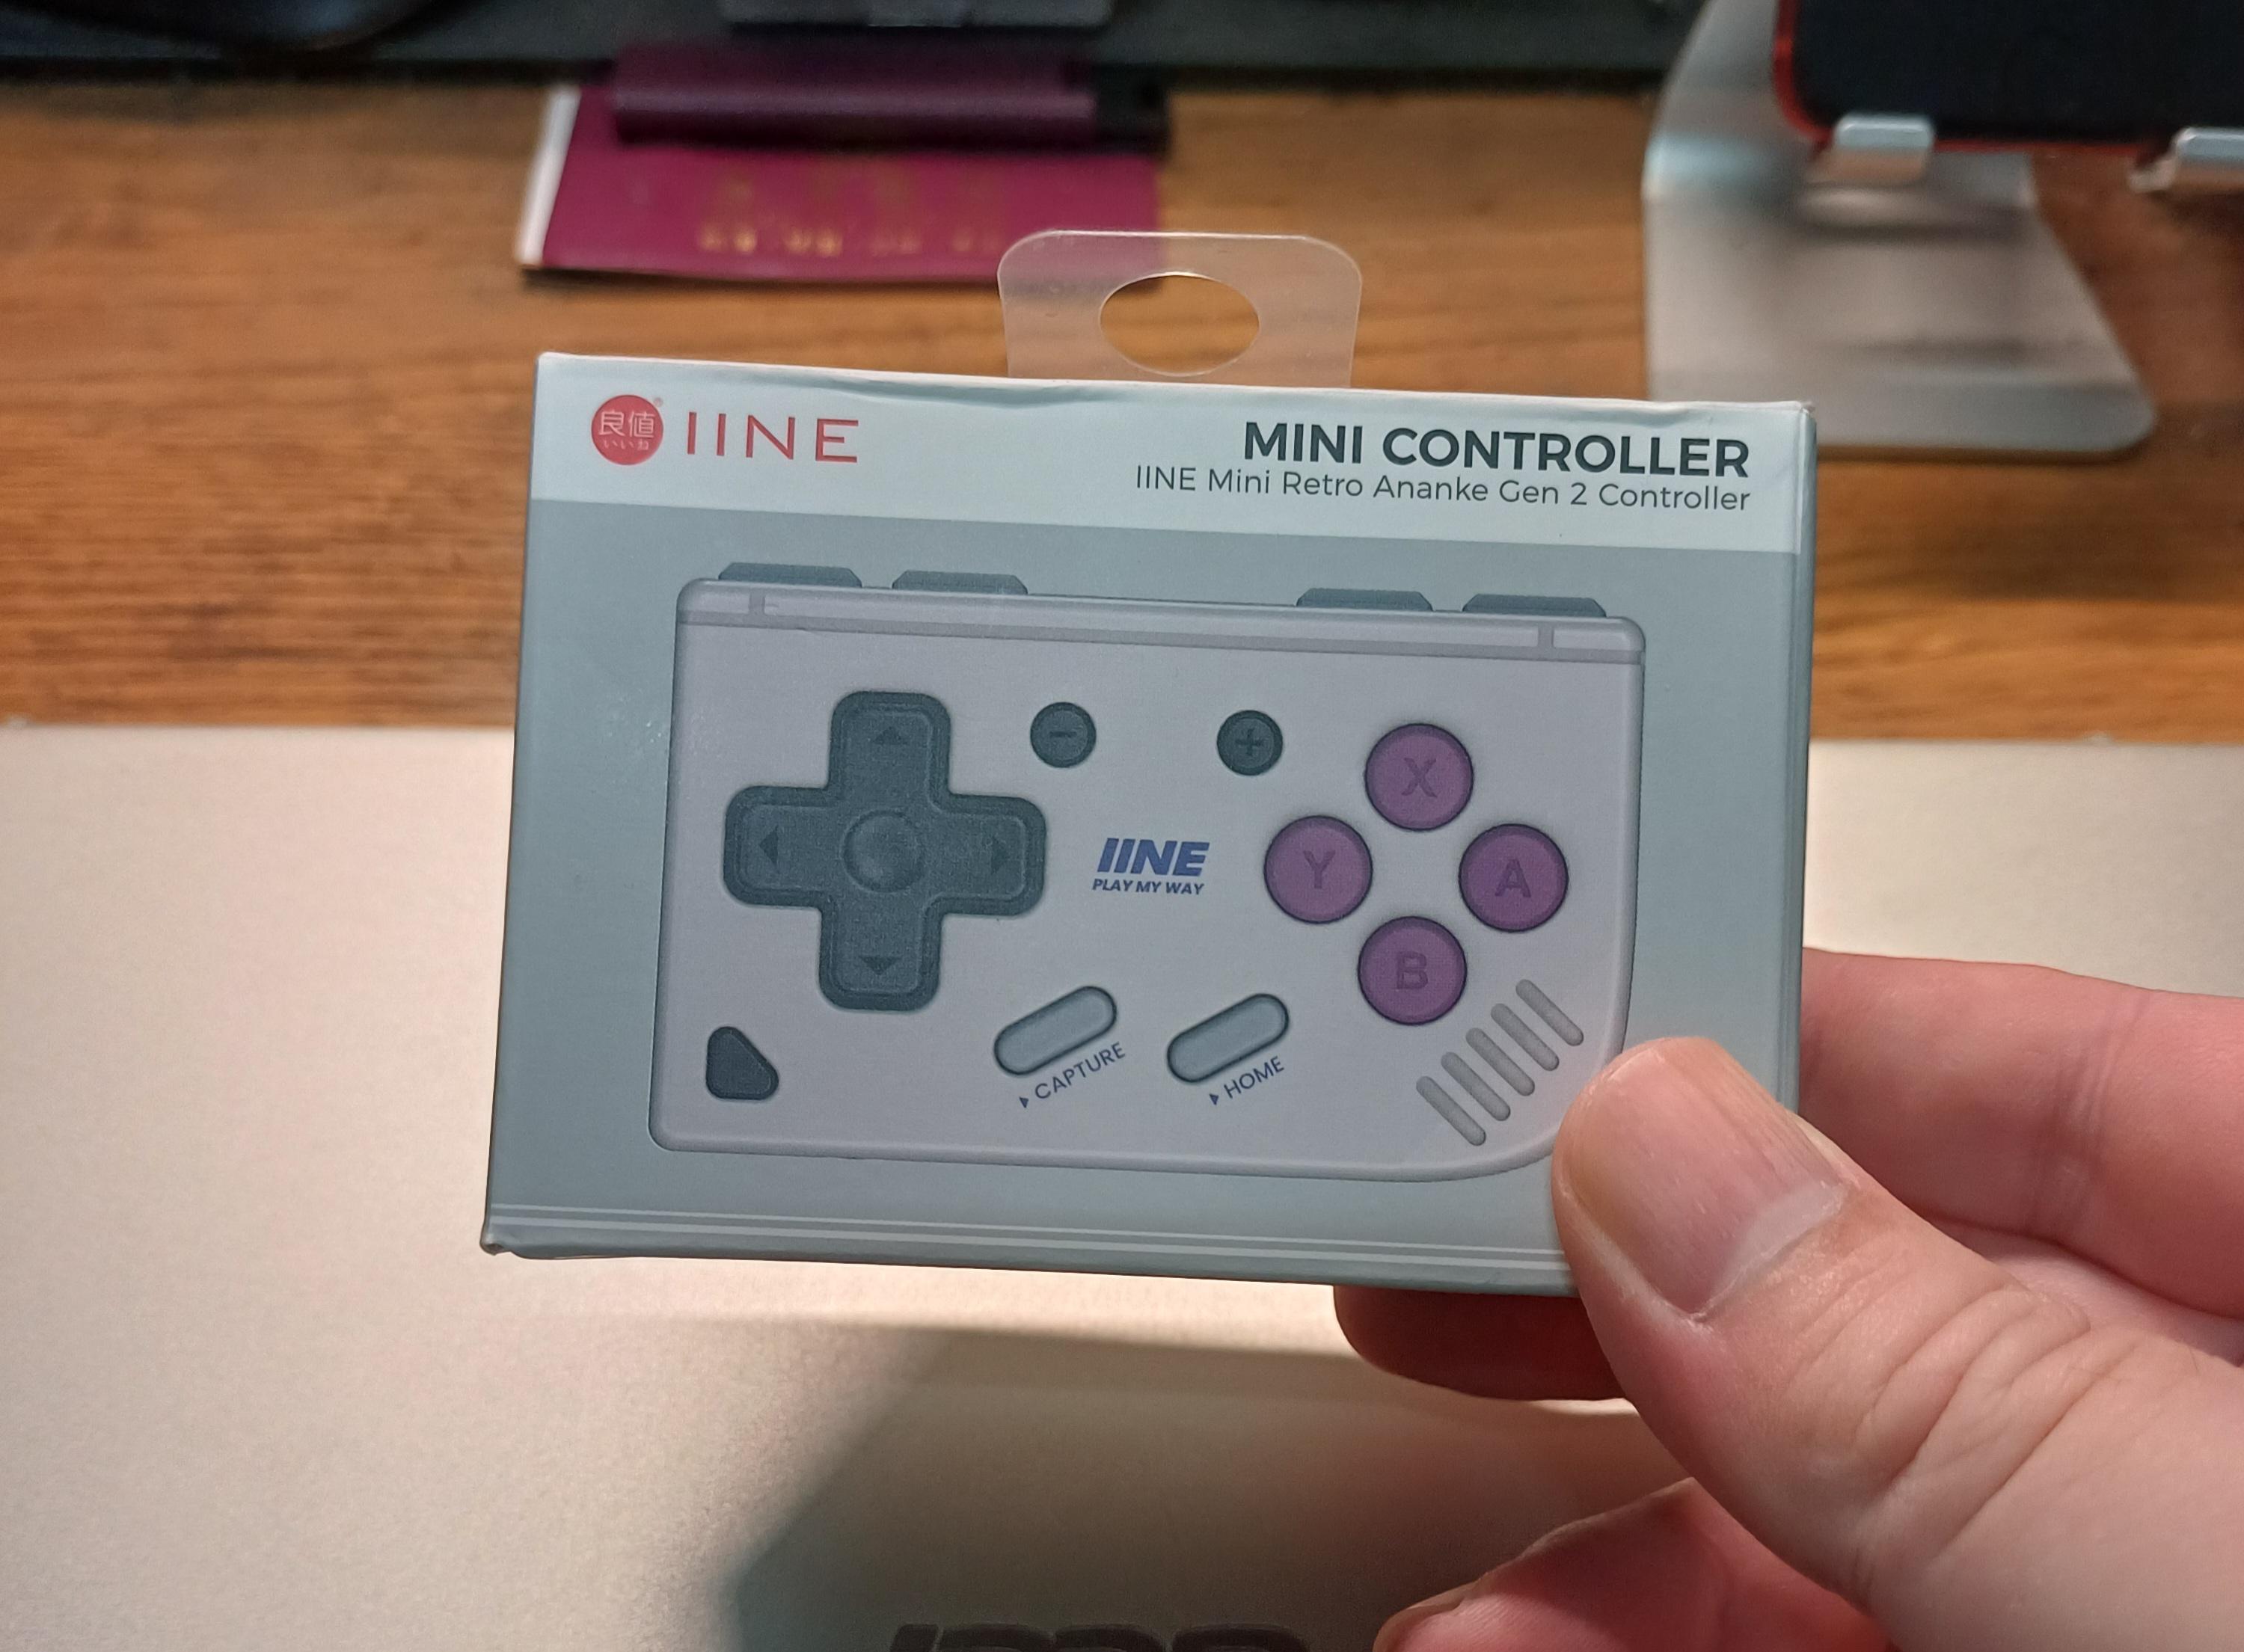 良値
いいね
® IINE
MINI CONTROLLER
IINE Mini Retro Ananke Gen 2 Controller
− +
X
Y A
B
IINE
PLAY MY WAY
CAPTURE
HOME